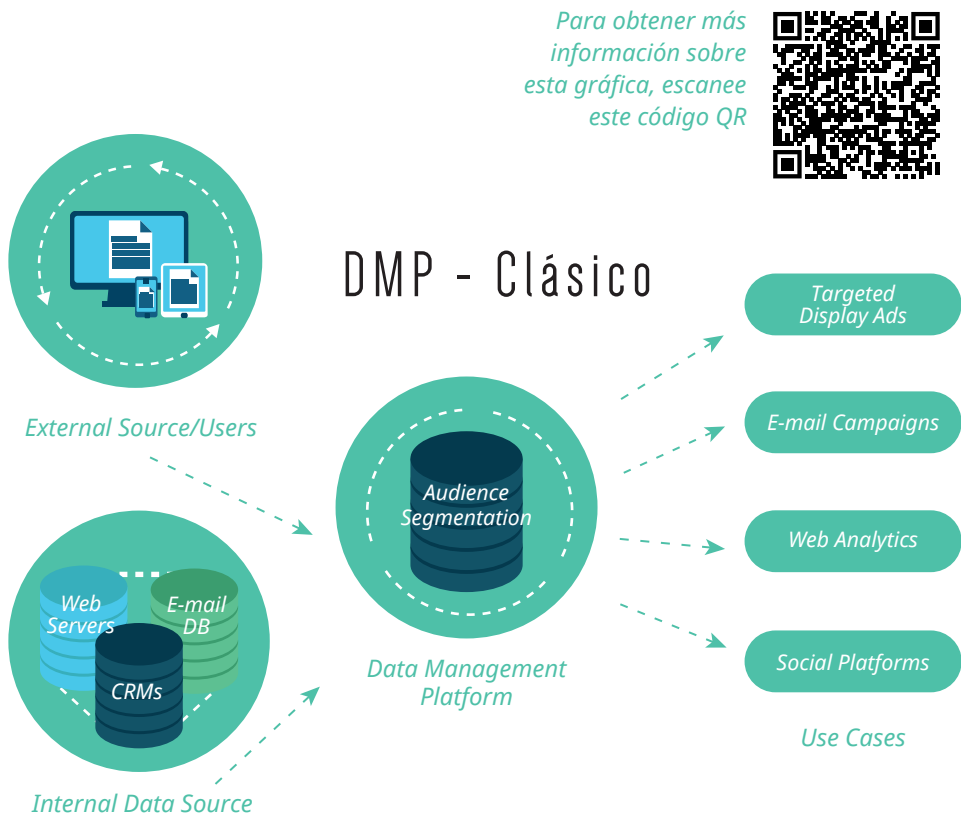 Para obtener más
información sobre
esta gráfica, escanee
este código QR
DMP - Clásico
External Source/Users
Web
Servers
E-mail
DB
CRMs
Internal Data Source
Audience
Segmentation
Data Management
Platform
Targeted
Display Ads
E-mail Campaigns
Web Analytics
Social Platforms
Use Cases